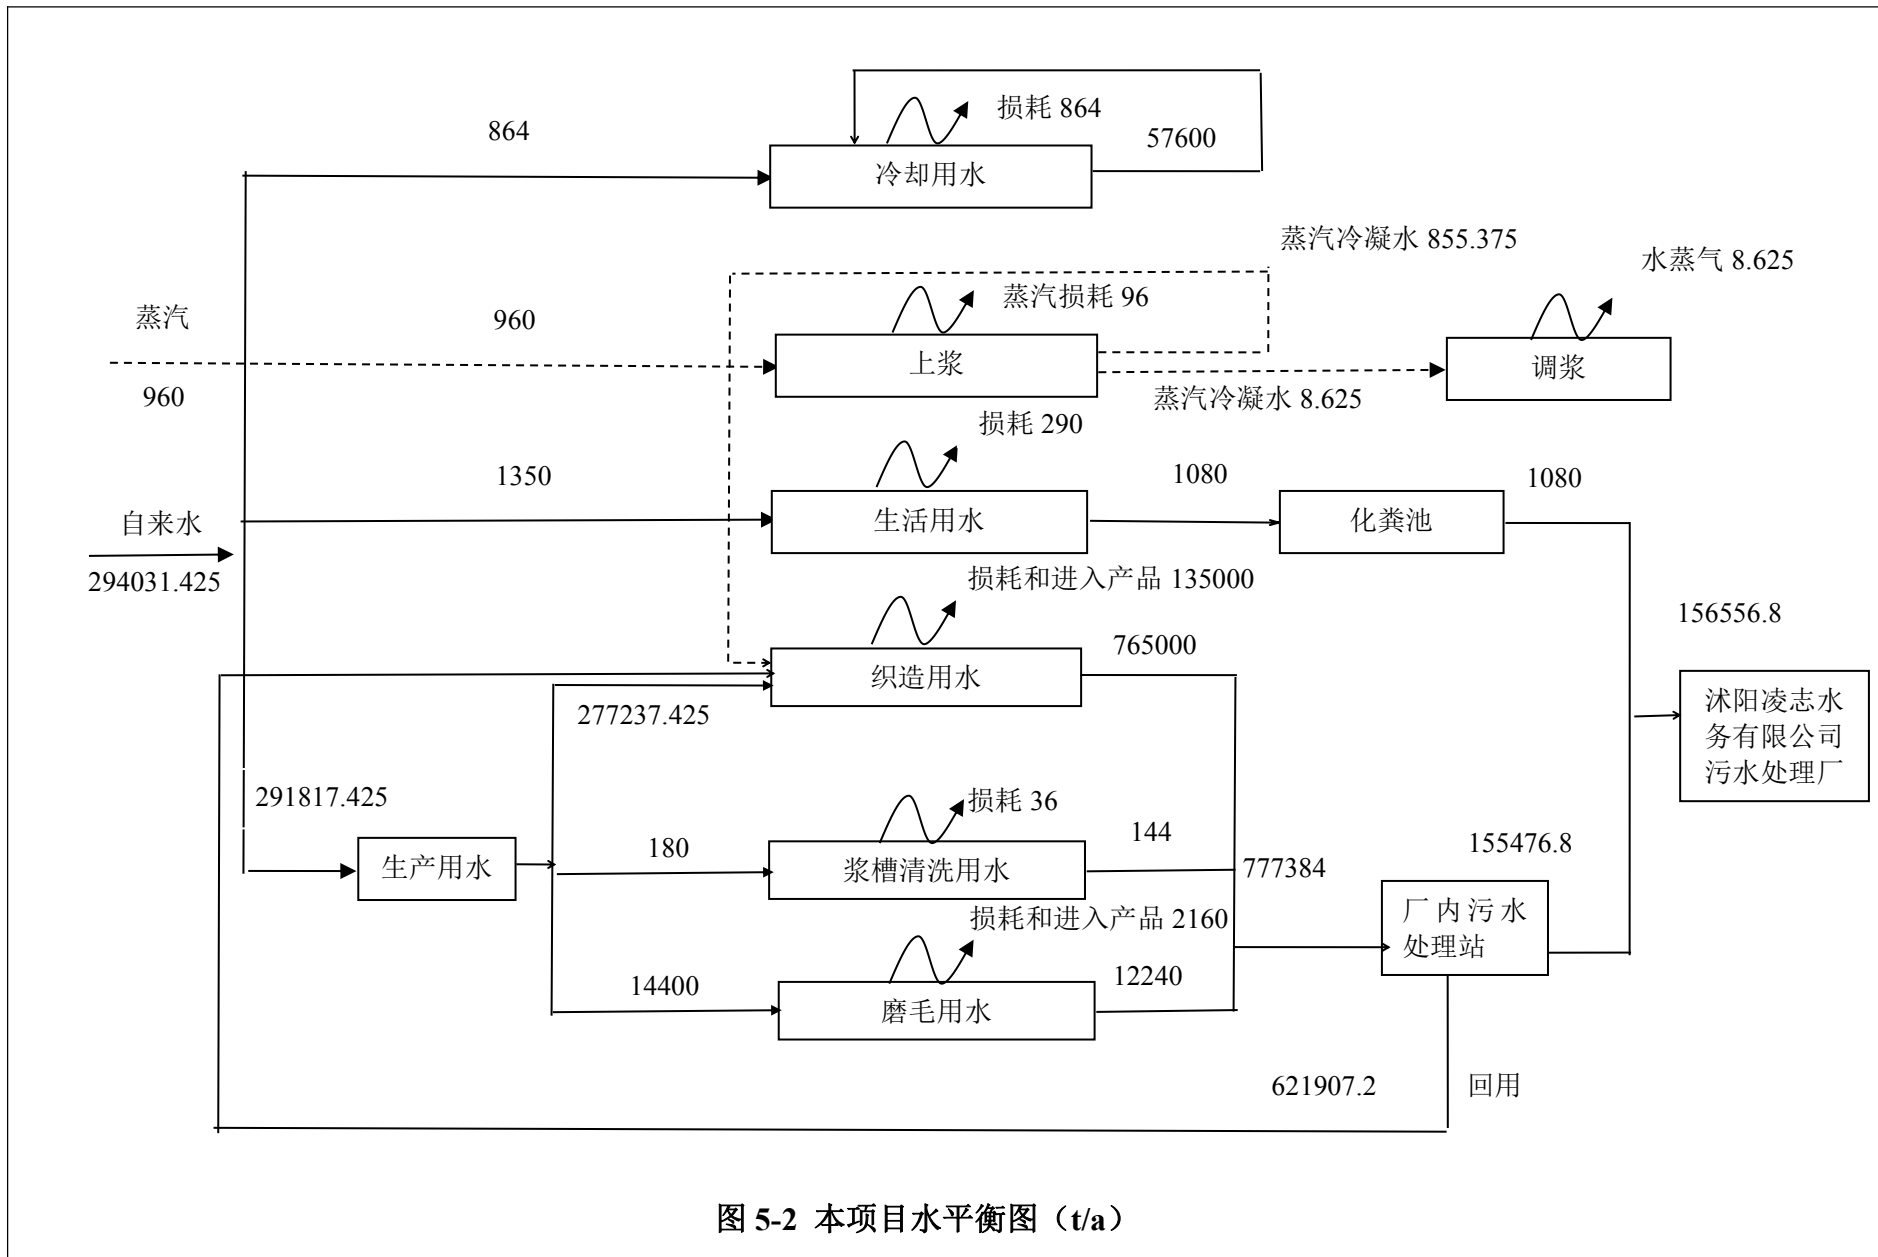 损耗 864
864
57600
冷却用水
蒸汽冷凝水 855.375
水蒸气 8.625
蒸汽
960
蒸汽损耗 96
上浆
调浆
960
蒸汽冷凝水 8.625
损耗 290
1350
1080
1080
自来水
生活用水
化粪池
294031.425
损耗和进入产品 135000
156556.8
765000
织造用水
277237.425
沭阳凌志水
务有限公司
污水处理厂
291817.425
损耗 36
180
144
155476.8
生产用水
浆槽清洗用水
777384
损耗和进入产品 2160
厂内污水
处理站
14400
12240
磨毛用水
621907.2
回用
图 5-2 本项目水平衡图（t/a）